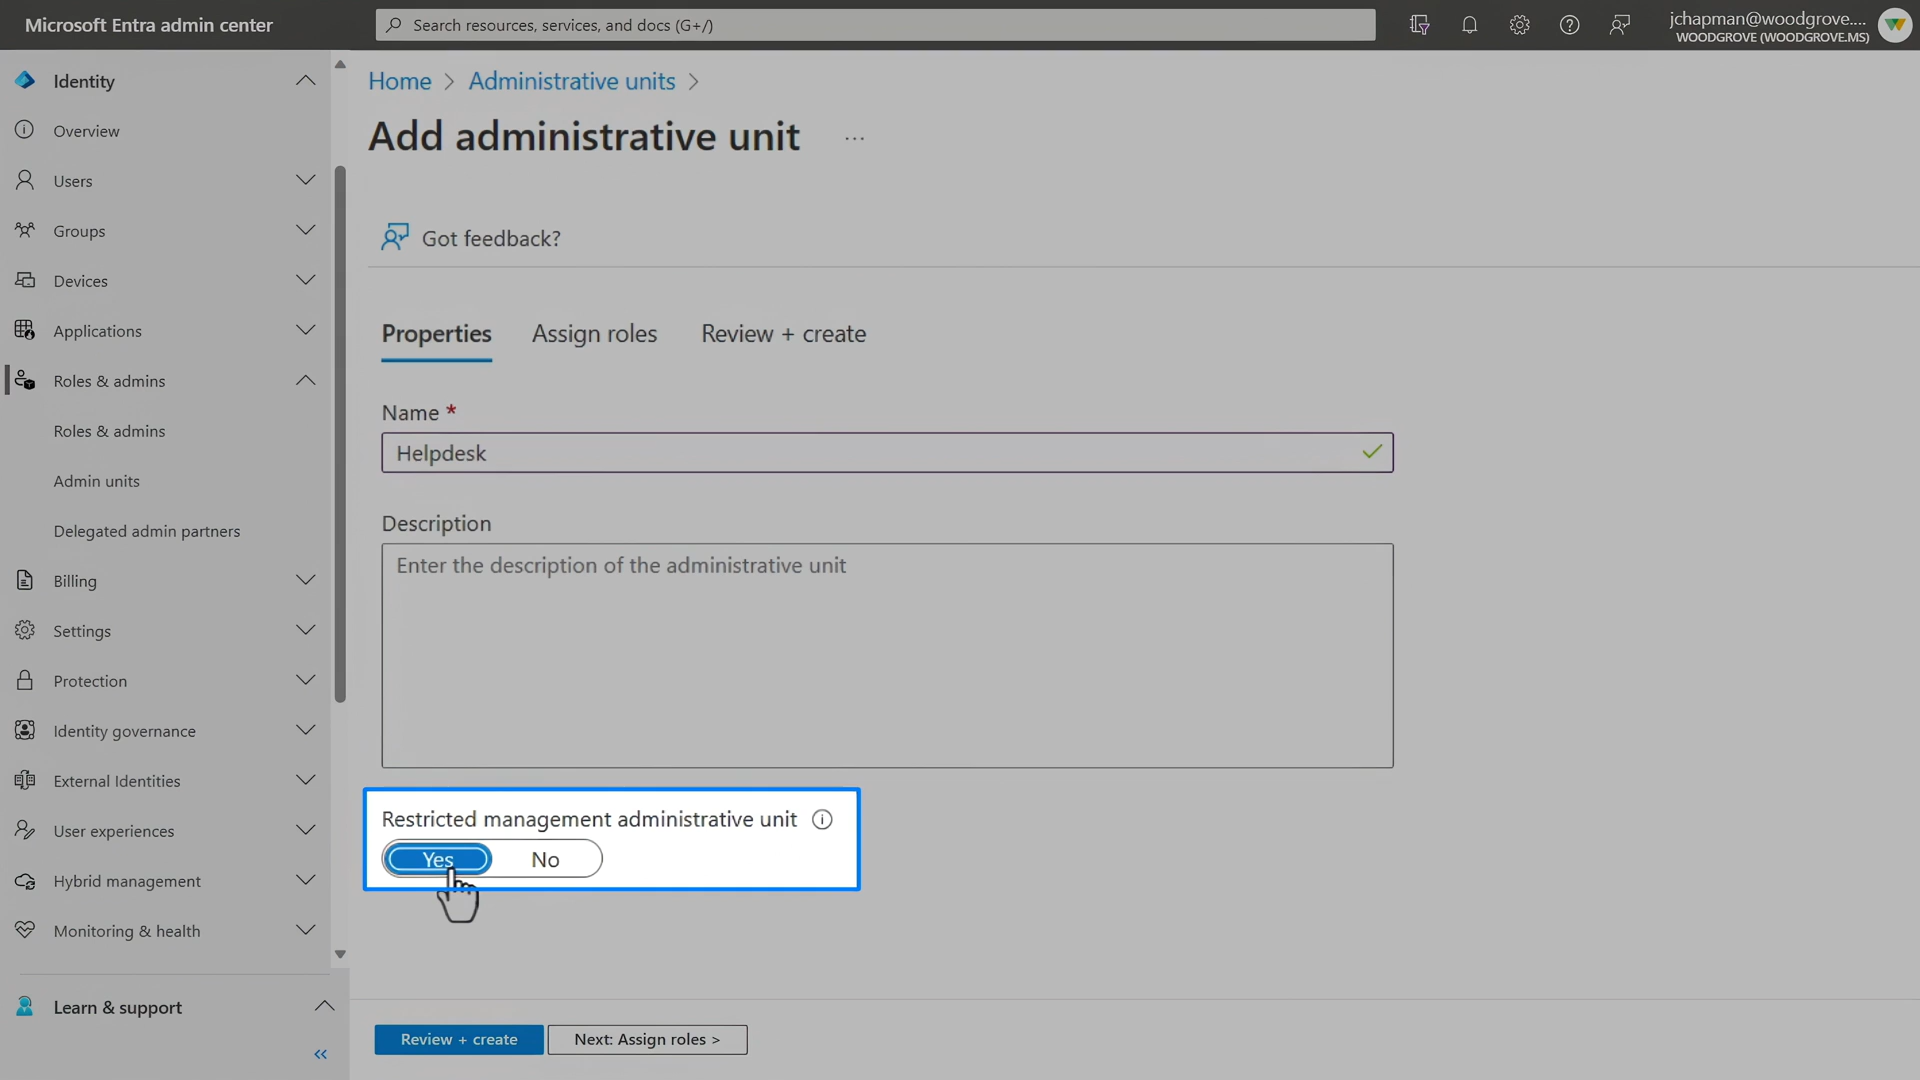 Microsoft Entra admin center
Search resources, services, and docs (G+/)
jchapman@woodgrove....
WOODGROVE (WOODGROVE.MS)
Identity
Overview
Users
Groups
Devices
Applications
Roles & admins
Roles & admins
Admin units
Delegated admin partners
Billing
Settings
Protection
Identity governance
External Identities
User experiences
Hybrid management
Monitoring & health
Learn & support
Home > Administrative units >
Add administrative unit ...
Got feedback?
Properties Assign roles Review + create
Name *
Helpdesk
Description
Enter the description of the administrative unit
Restricted management administrative unit
Yes No
Review + create Next: Assign roles >